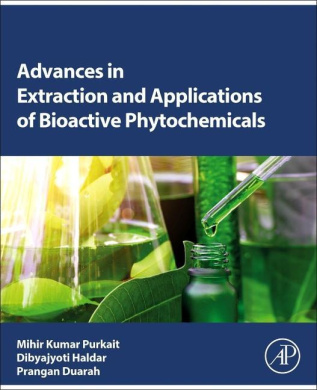 Advances in
Extraction and Applications
of Bioactive Phytochemicals
Mihir Kumar Purkait
Dibyajyoti Haldar
Prangan Duarah
AP